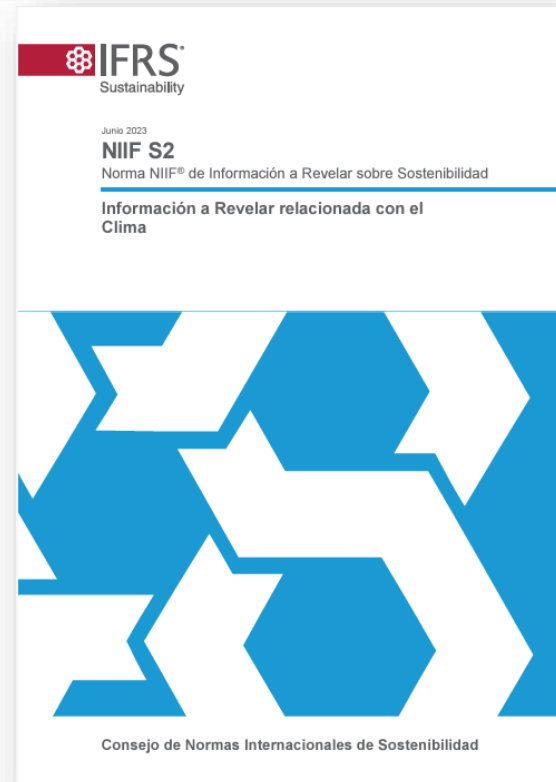 IFRS®
Sustainability
Junio 2023
NIIF S2
Norma NIIF® de Información a Revelar sobre Sostenibilidad
Información a Revelar relacionada con el
Clima
Consejo de Normas Internacionales de Sostenibilidad